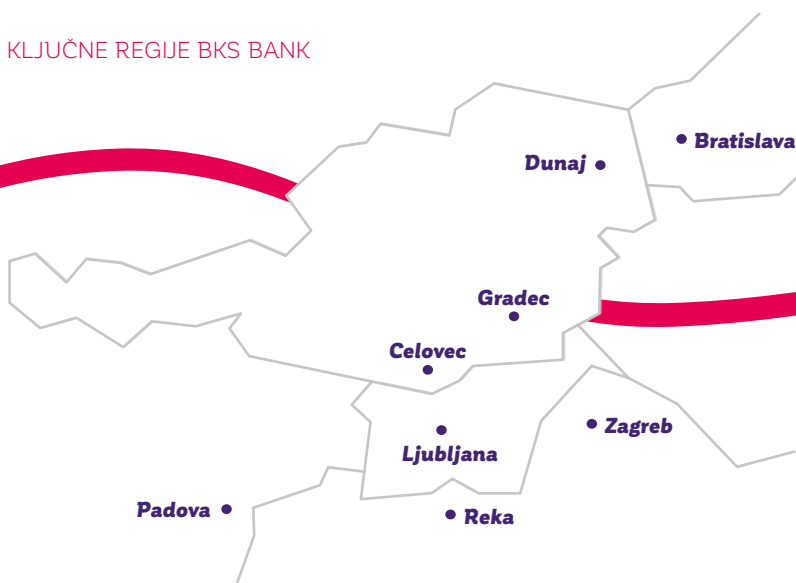 KLJUČNE REGIJE BKS BANK
Bratislava
Dunaj
Gradec
Celovec
Zagreb
Ljubljana
Padova
Reka